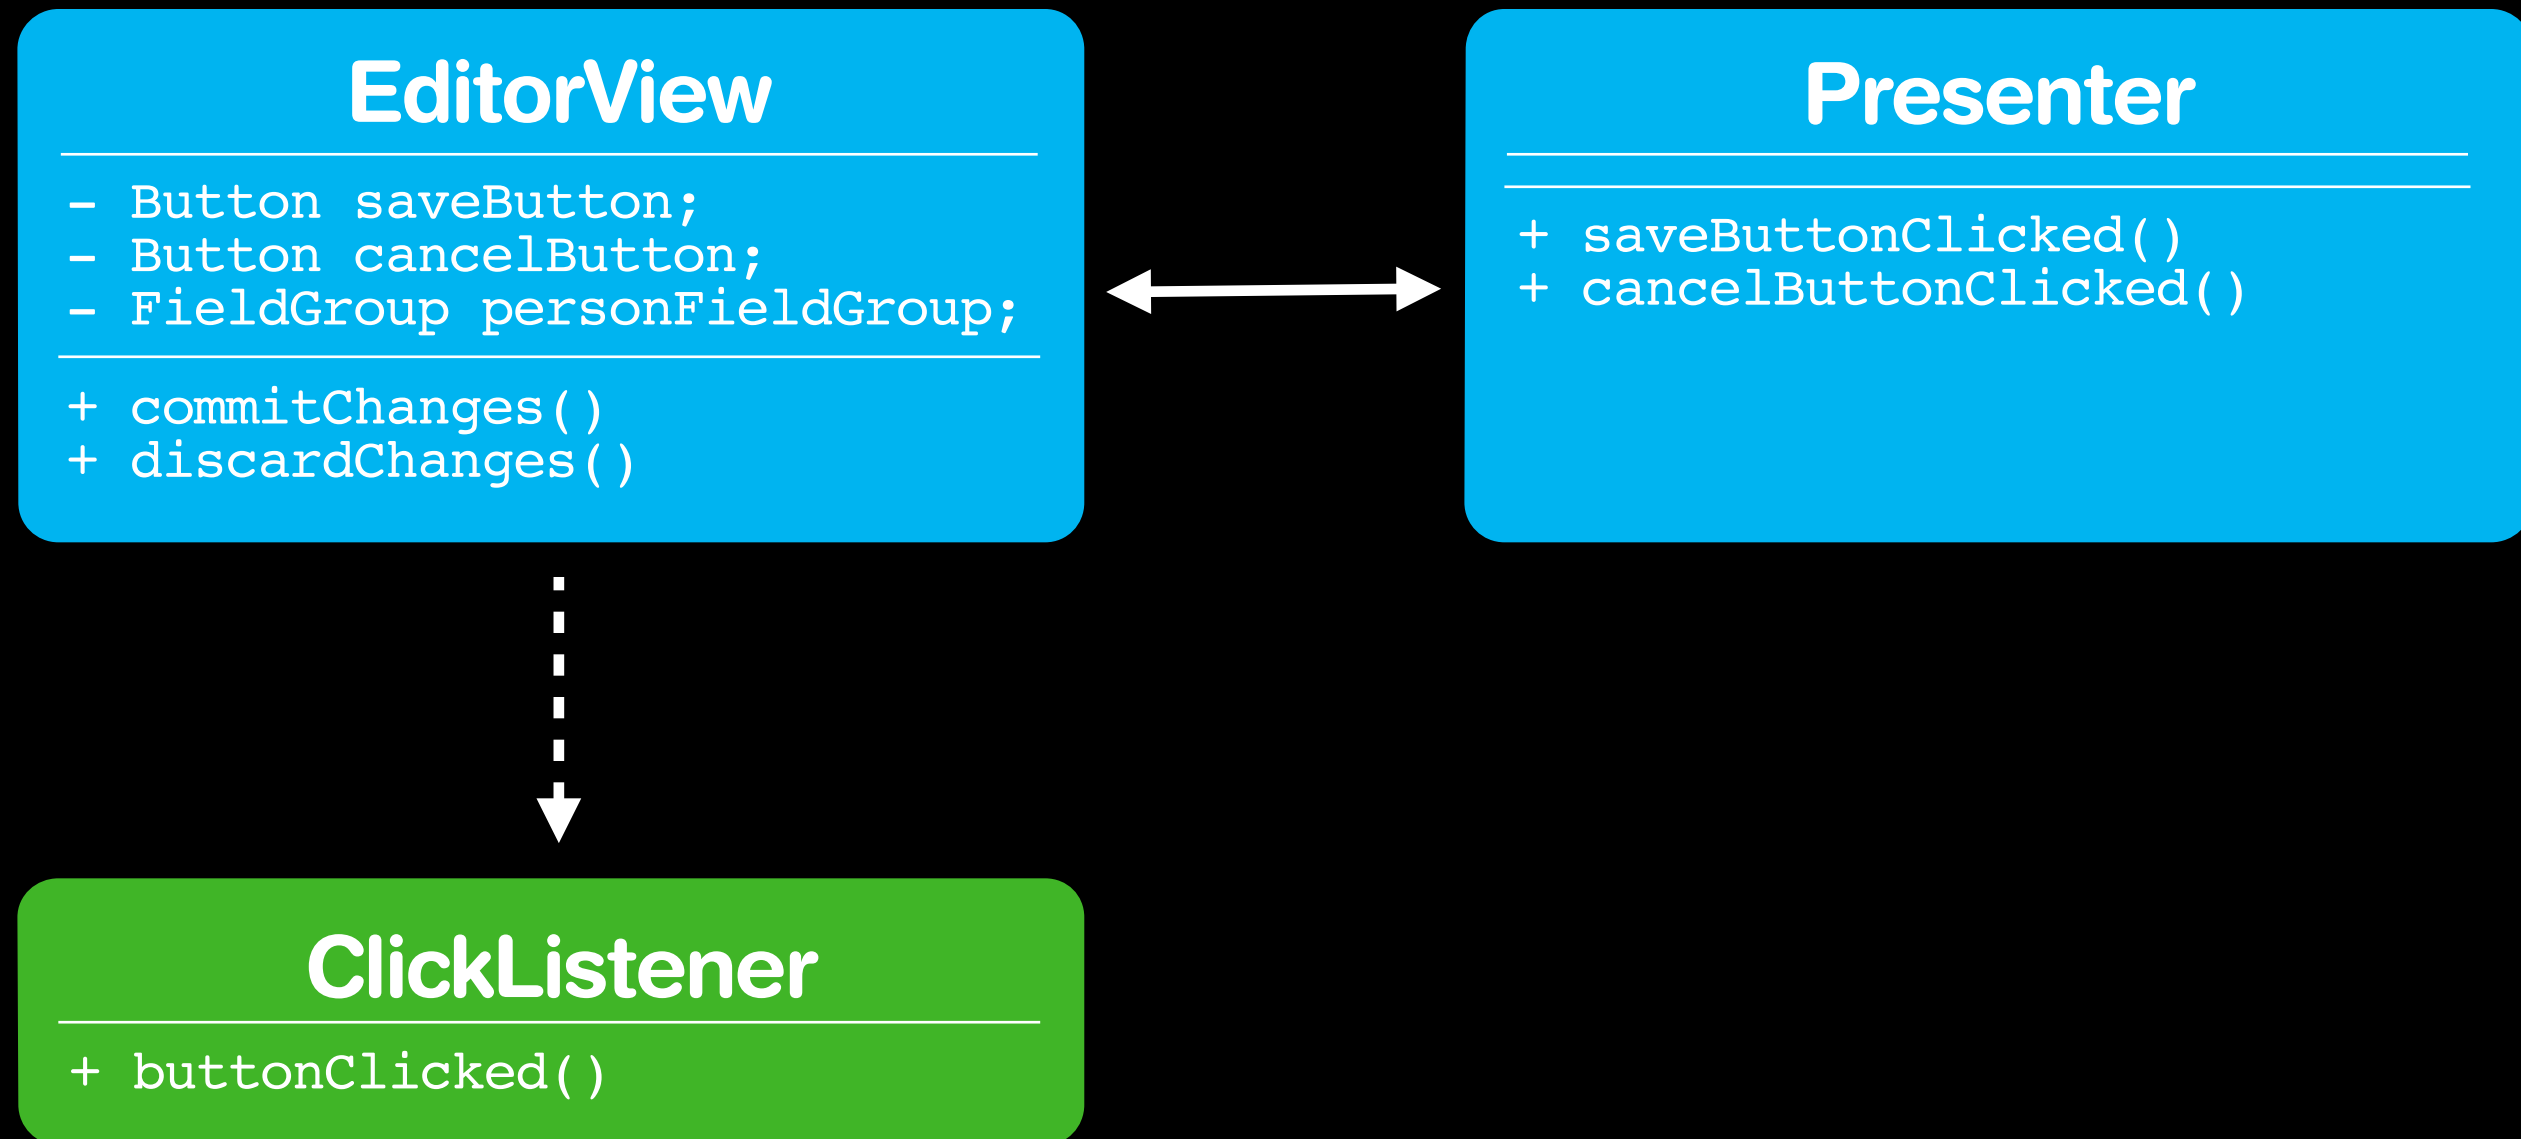 EditorView
- Button saveButton;
- Button cancelButton;
- FieldGroup personFieldGroup;
+ commitChanges()
+ discardChanges()
Presenter
+ saveButtonClicked()
+ cancelButtonClicked()
ClickListener
+ buttonClicked()